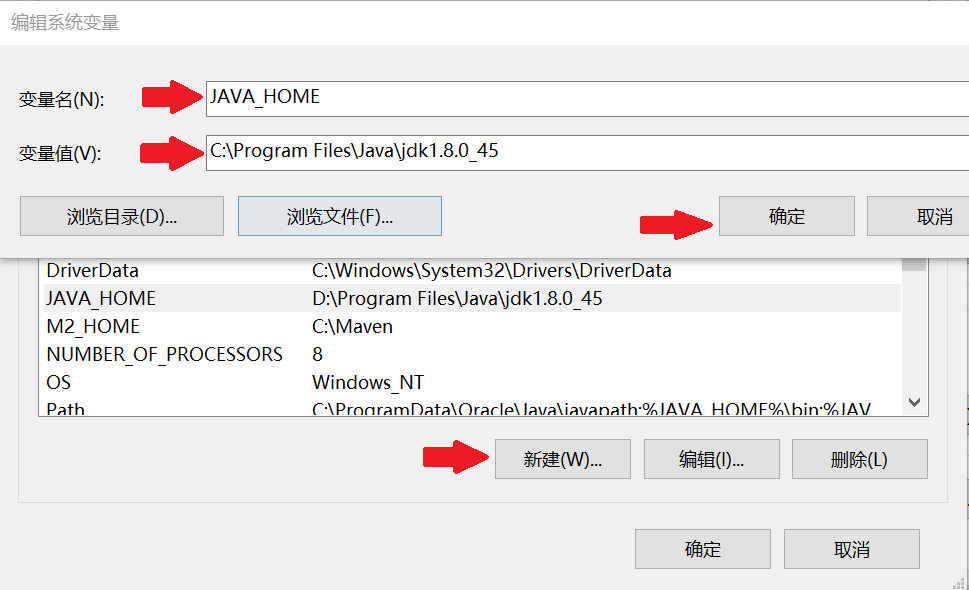 编辑系统变量
变量名(N): JAVA_HOME
变量值(V): C:\Program Files\Java\jdk1.8.0_45
浏览目录(D)... 浏览文件(F)... 确定 取消
DriverData C:\Windows\System32\Drivers\DriverData
JAVA_HOME D:\Program Files\Java\jdk1.8.0_45
M2_HOME C:\Maven
NUMBER_OF_PROCESSORS 8
OS Windows_NT
Path C:\ProgramData\Oracle\Java\javapath;%JAVA_HOME%\bin;%JAV
新建(W)... 编辑(I)... 删除(L)
确定 取消